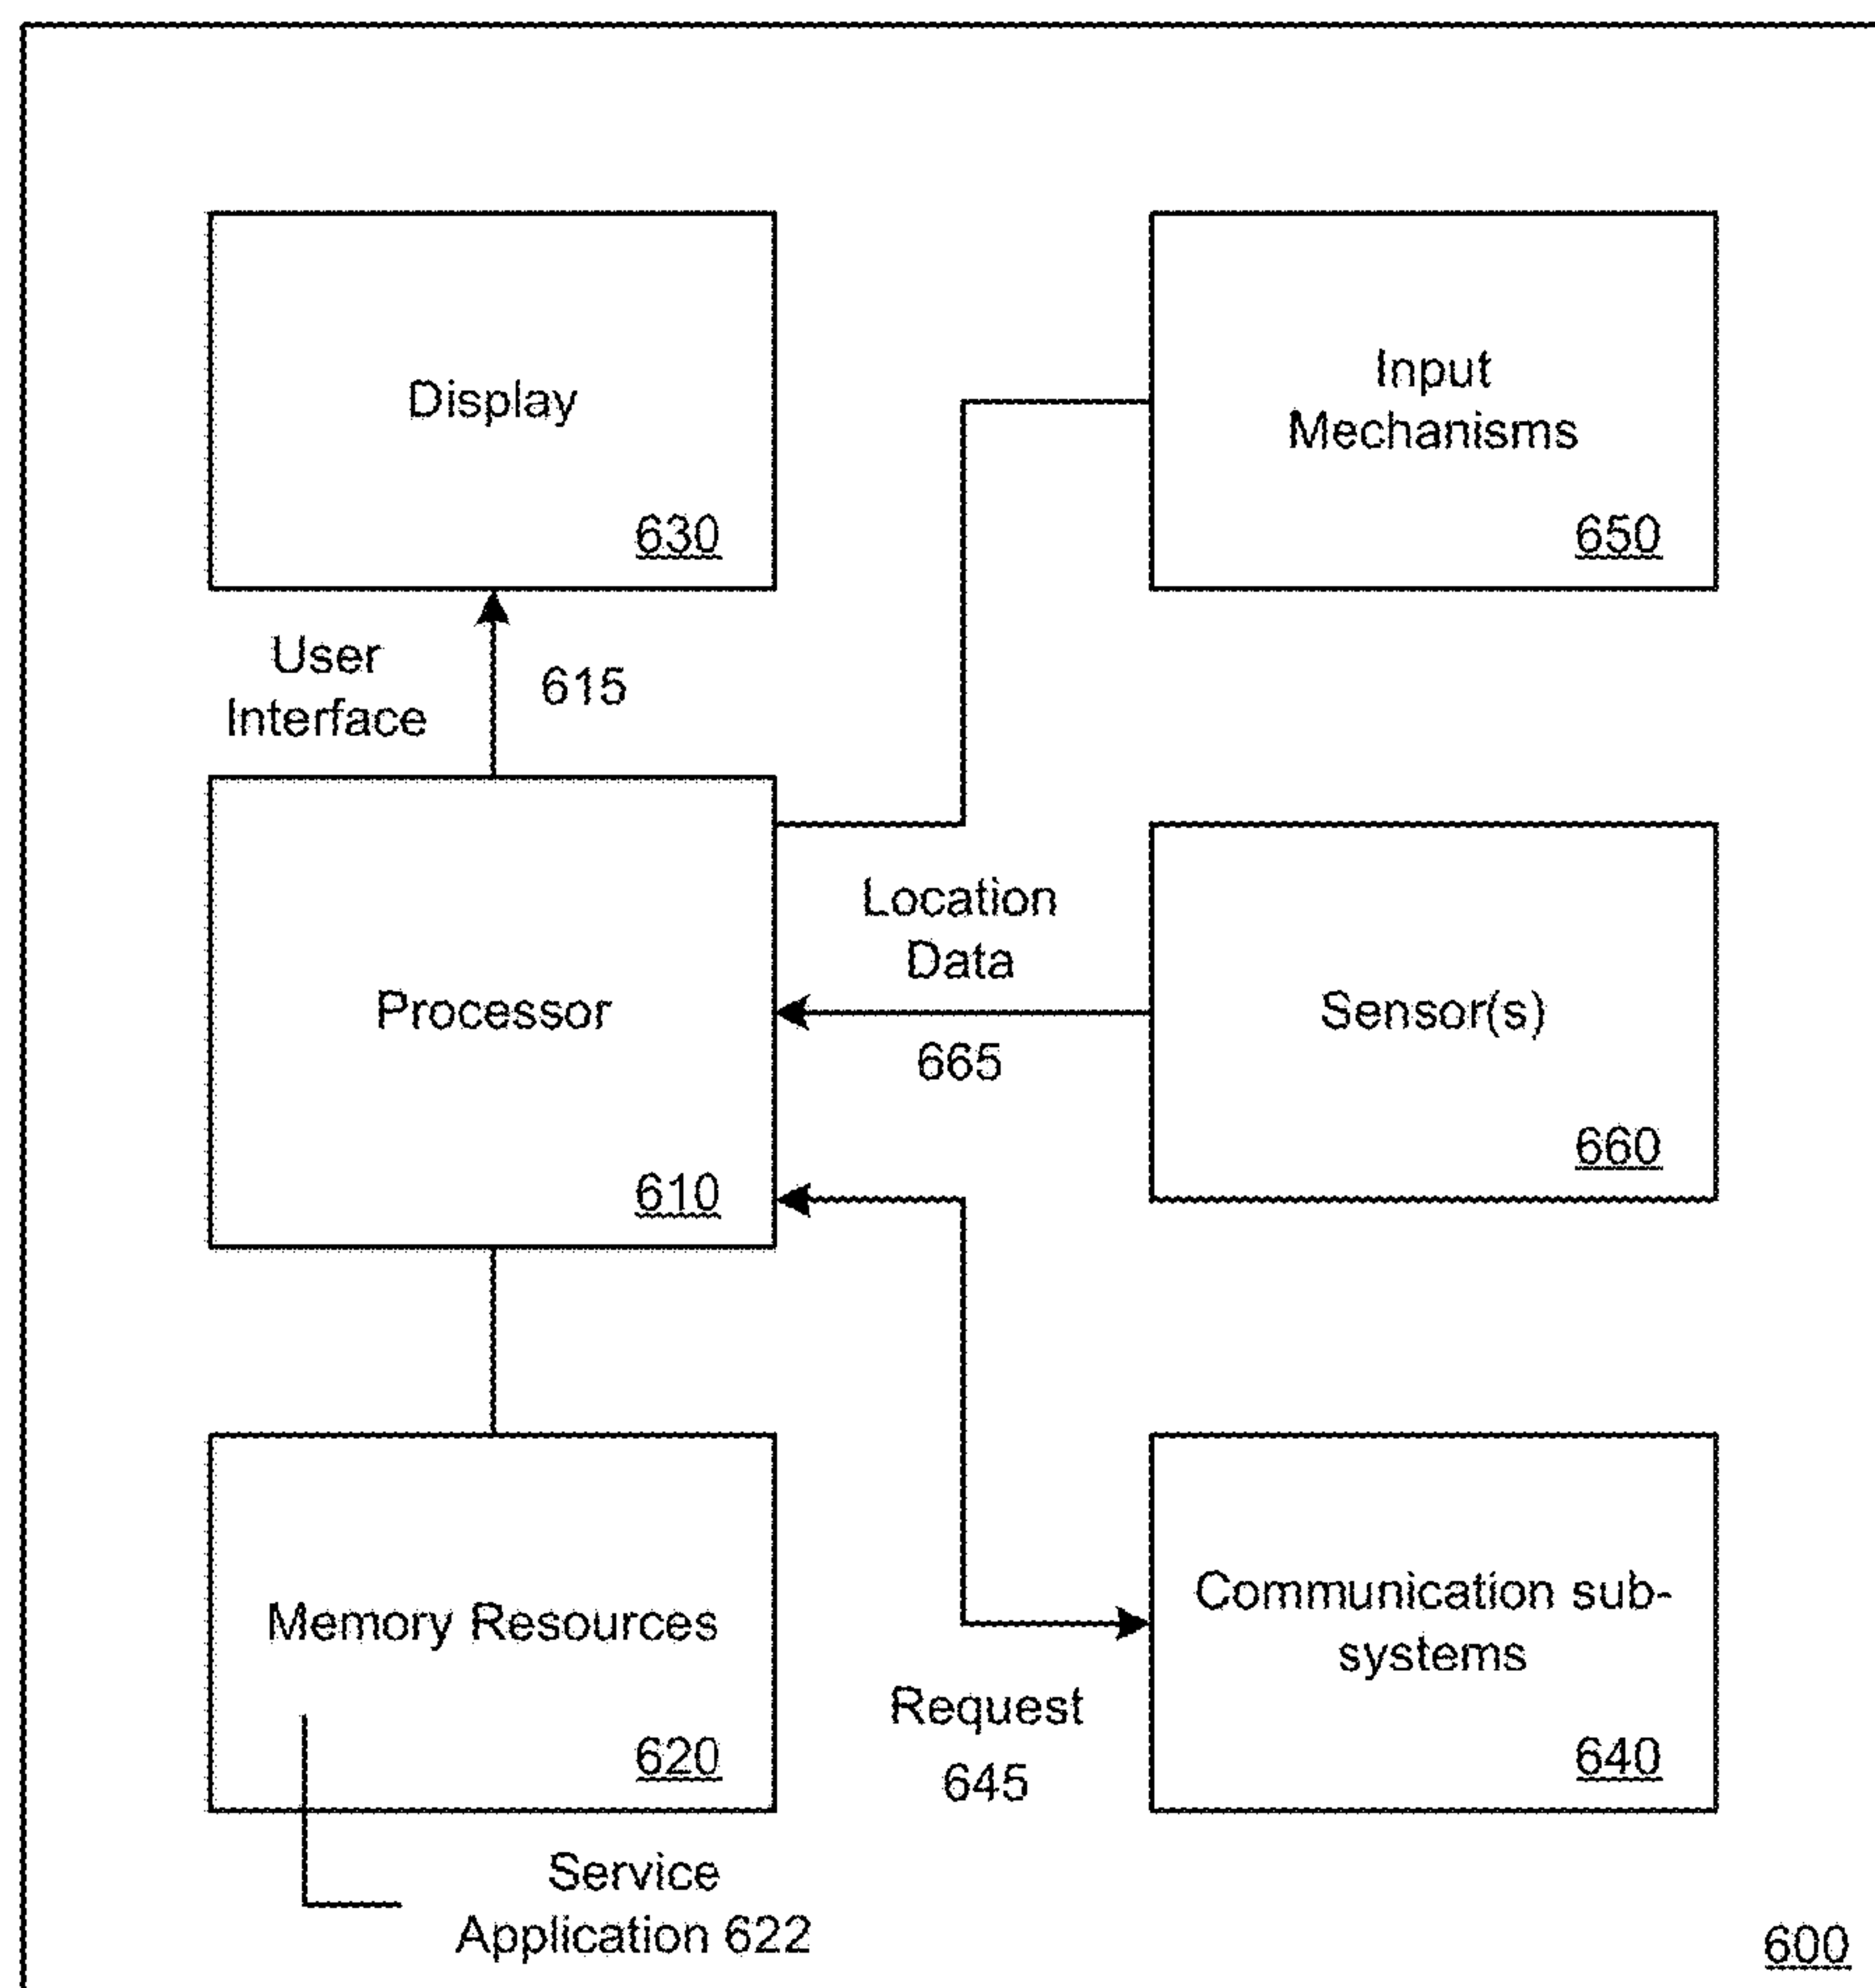 Display
630
Input
Mechanisms
650
User
Interface
615
Processor
610
Location
Data
665
Sensor(s)
660
Memory Resources
620
Request
645
Communication sub-
systems
640
Service
Application 622
600